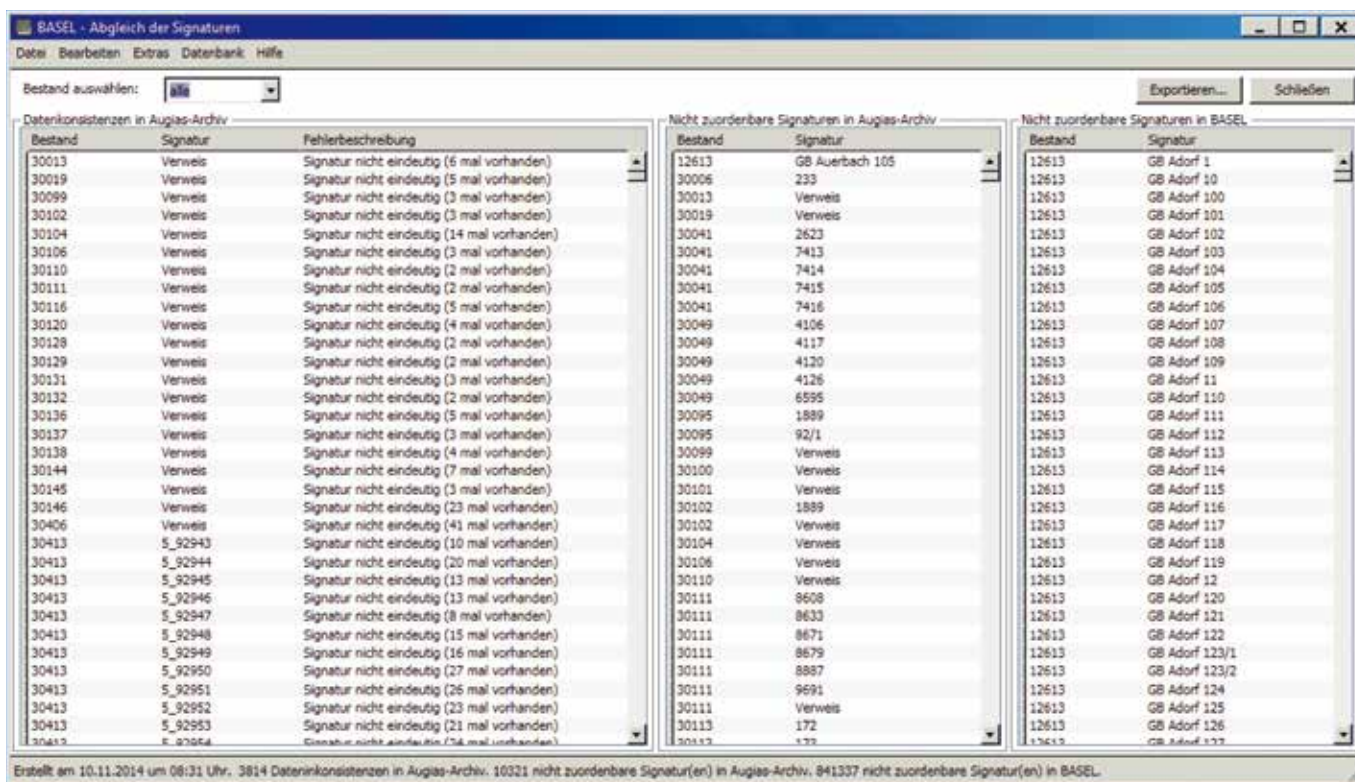 BASEL - Abgleich der Signaturen
Datei Bearbeiten Extras Datenbank Hilfe
Bestand auswählen: alle Exportieren... Schließen
Datenkonsistenzen in Augias-Archiv Nicht zuordenbare Signaturen in Augias-Archiv Nicht zuordenbare Signaturen in BASEL
Bestand Signatur Fehlerbeschreibung Bestand Signatur Bestand Signatur
30013 Verweis Signatur nicht eindeutig (6 mal vorhanden) 12613 GB Auerbach 105 12613 GB Adorf 1
30019 Verweis Signatur nicht eindeutig (5 mal vorhanden) 30006 233 12613 GB Adorf 10
30099 Verweis Signatur nicht eindeutig (3 mal vorhanden) 30013 Verweis 12613 GB Adorf 100
30102 Verweis Signatur nicht eindeutig (3 mal vorhanden) 30019 Verweis 12613 GB Adorf 101
30104 Verweis Signatur nicht eindeutig (14 mal vorhanden) 30041 2623 12613 GB Adorf 102
30106 Verweis Signatur nicht eindeutig (3 mal vorhanden) 30041 7413 12613 GB Adorf 103
30110 Verweis Signatur nicht eindeutig (2 mal vorhanden) 30041 7414 12613 GB Adorf 104
30111 Verweis Signatur nicht eindeutig (2 mal vorhanden) 30041 7415 12613 GB Adorf 105
30116 Verweis Signatur nicht eindeutig (5 mal vorhanden) 30041 7416 12613 GB Adorf 106
30120 Verweis Signatur nicht eindeutig (4 mal vorhanden) 30049 4106 12613 GB Adorf 107
30128 Verweis Signatur nicht eindeutig (2 mal vorhanden) 30049 4117 12613 GB Adorf 108
30129 Verweis Signatur nicht eindeutig (2 mal vorhanden) 30049 4120 12613 GB Adorf 109
30131 Verweis Signatur nicht eindeutig (3 mal vorhanden) 30049 4126 12613 GB Adorf 11
30132 Verweis Signatur nicht eindeutig (2 mal vorhanden) 30049 6595 12613 GB Adorf 110
30136 Verweis Signatur nicht eindeutig (5 mal vorhanden) 30095 1889 12613 GB Adorf 111
30137 Verweis Signatur nicht eindeutig (3 mal vorhanden) 30095 92/1 12613 GB Adorf 112
30138 Verweis Signatur nicht eindeutig (4 mal vorhanden) 30099 Verweis 12613 GB Adorf 113
30144 Verweis Signatur nicht eindeutig (7 mal vorhanden) 30100 Verweis 12613 GB Adorf 114
30145 Verweis Signatur nicht eindeutig (3 mal vorhanden) 30101 Verweis 12613 GB Adorf 115
30146 Verweis Signatur nicht eindeutig (23 mal vorhanden) 30102 1889 12613 GB Adorf 116
30406 Verweis Signatur nicht eindeutig (41 mal vorhanden) 30102 Verweis 12613 GB Adorf 117
30413 5_92943 Signatur nicht eindeutig (10 mal vorhanden) 30104 Verweis 12613 GB Adorf 118
30413 5_92944 Signatur nicht eindeutig (20 mal vorhanden) 30106 Verweis 12613 GB Adorf 119
30413 5_92945 Signatur nicht eindeutig (13 mal vorhanden) 30110 Verweis 12613 GB Adorf 12
30413 5_92946 Signatur nicht eindeutig (13 mal vorhanden) 30111 8608 12613 GB Adorf 120
30413 5_92947 Signatur nicht eindeutig (8 mal vorhanden) 30111 8633 12613 GB Adorf 121
30413 5_92948 Signatur nicht eindeutig (15 mal vorhanden) 30111 8671 12613 GB Adorf 122
30413 5_92949 Signatur nicht eindeutig (16 mal vorhanden) 30111 8679 12613 GB Adorf 123/1
30413 5_92950 Signatur nicht eindeutig (27 mal vorhanden) 30111 8887 12613 GB Adorf 123/2
30413 5_92951 Signatur nicht eindeutig (26 mal vorhanden) 30111 9691 12613 GB Adorf 124
30413 5_92952 Signatur nicht eindeutig (23 mal vorhanden) 30111 Verweis 12613 GB Adorf 125
30413 5_92953 Signatur nicht eindeutig (21 mal vorhanden) 30113 172 12613 GB Adorf 126
30413 5_92954 Signatur nicht eindeutig (24 mal vorhanden) 30113 173 12613 GB Adorf 127
Erstellt am 10.11.2014 um 08:31 Uhr. 3814 Dateninkonsistenzen in Augias-Archiv. 10321 nicht zuordenbare Signatur(en) in Augias-Archiv. 841337 nicht zuordenbare Signatur(en) in BASEL.